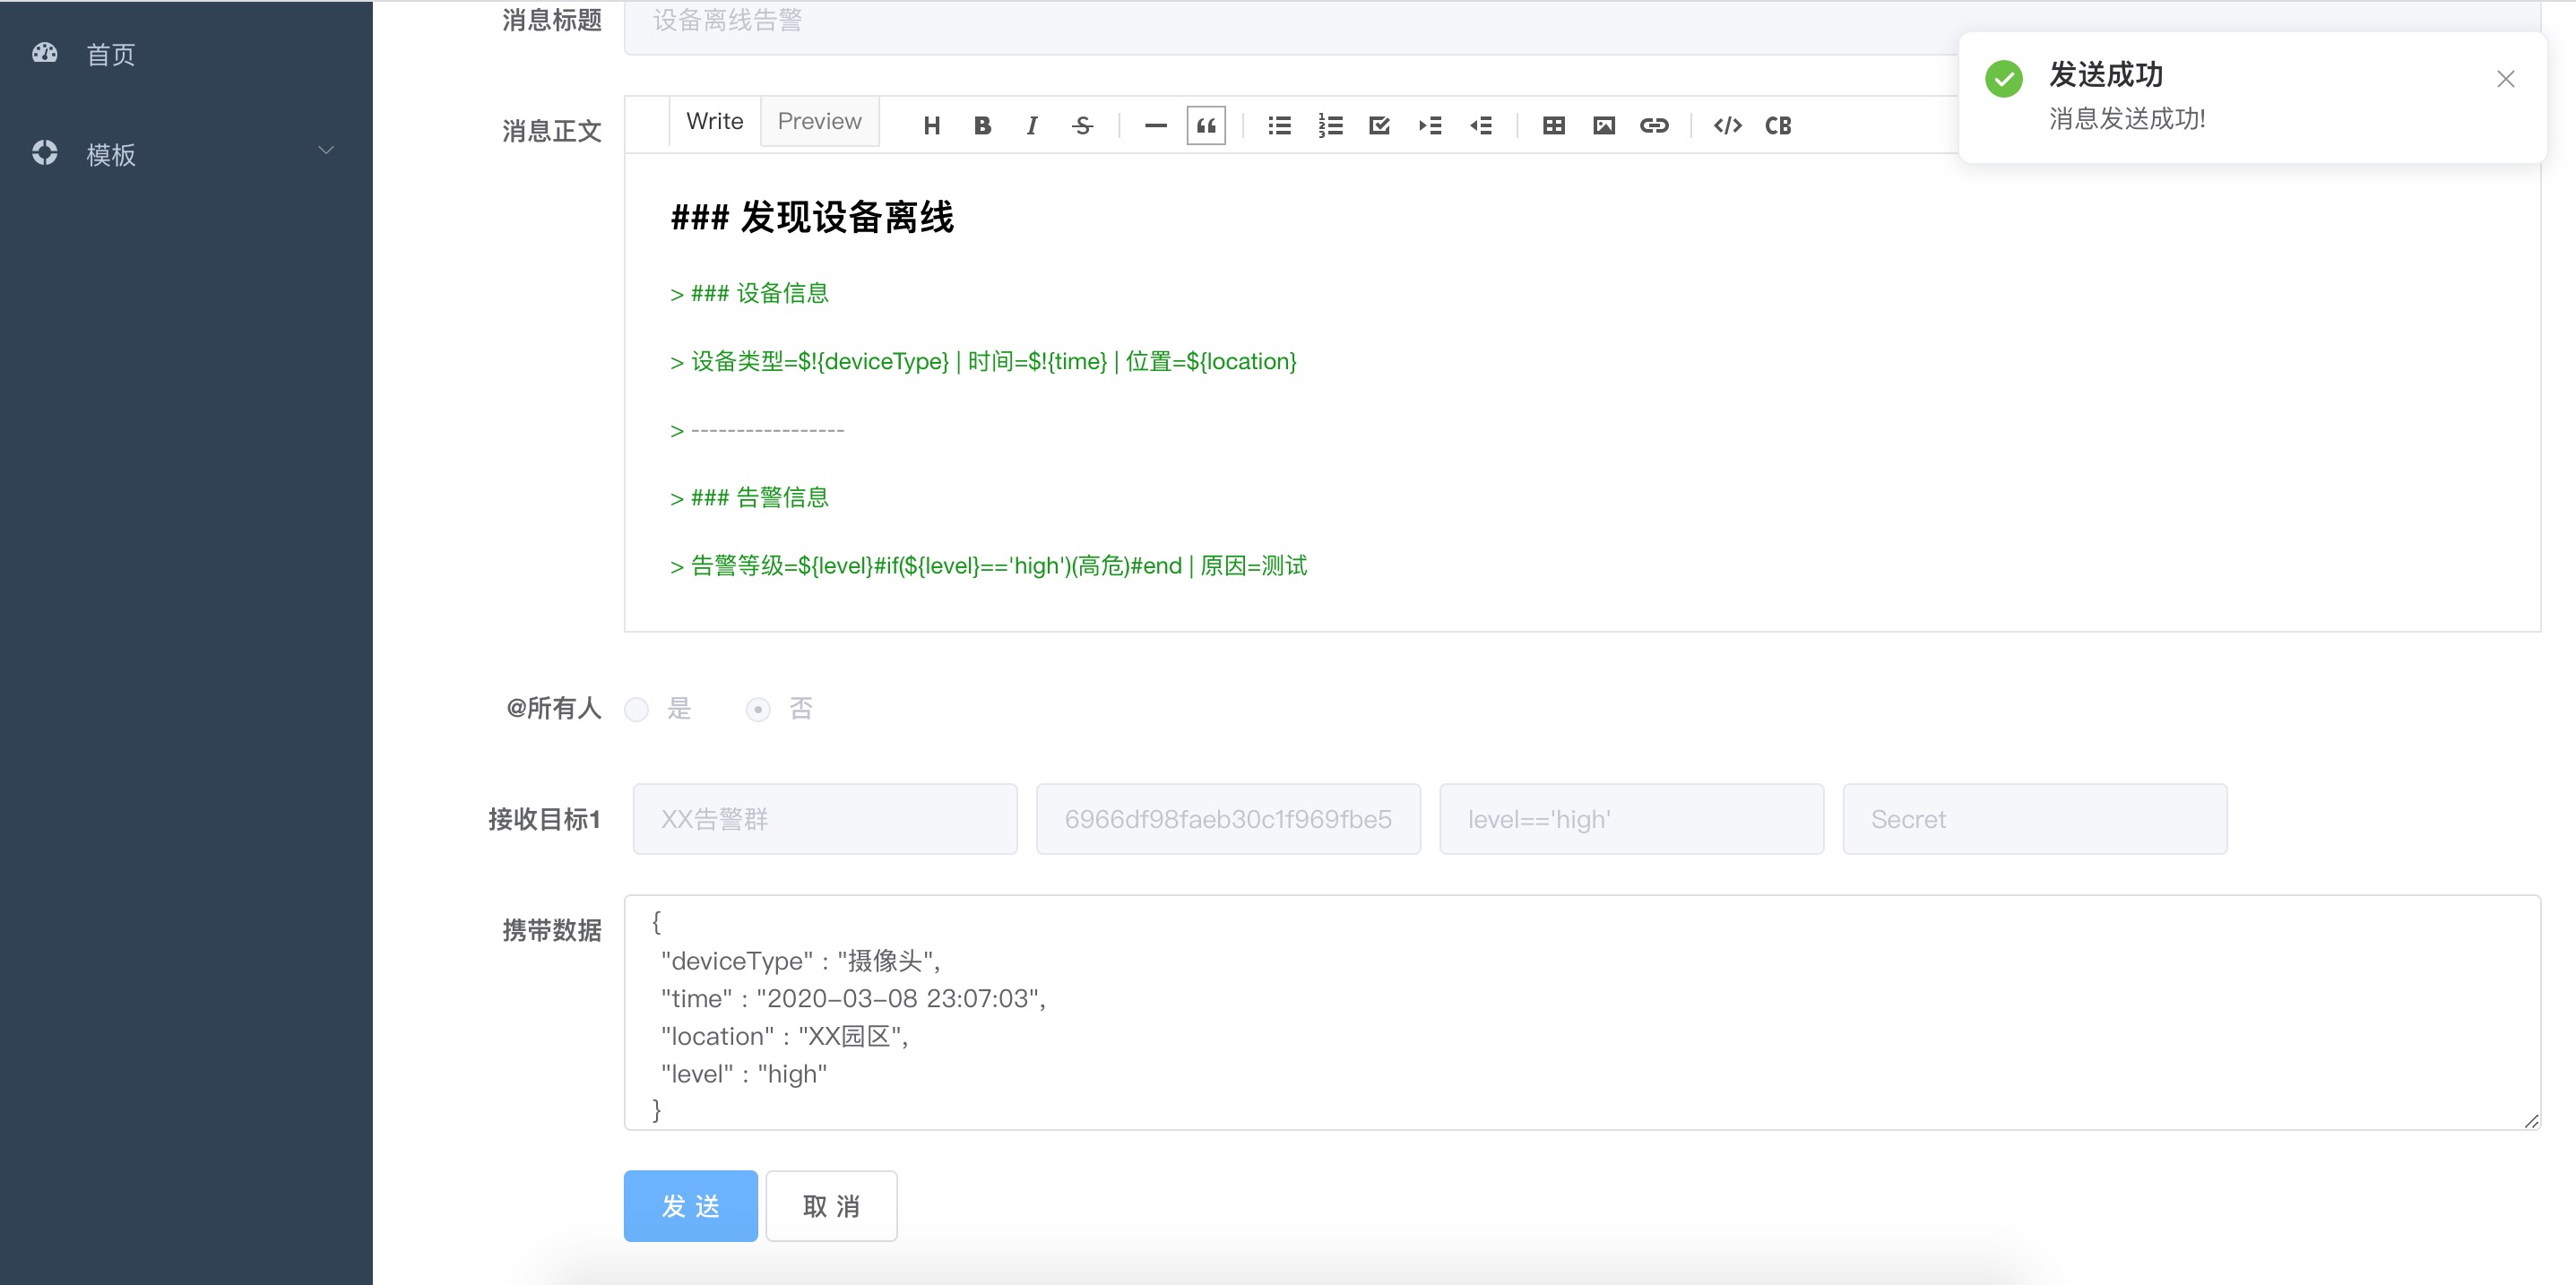 首页
模板
消息标题
设备离线告警
发送成功
消息发送成功!
消息正文
Write
Preview
H B I S
CB
### 发现设备离线
> ### 设备信息
> 设备类型=$!{deviceType} | 时间=$!{time} | 位置=${location}
> -----------------
> ### 告警信息
> 告警等级=${level}#if(${level}=='high')(高危)#end | 原因=测试
@所有人
是
否
接收目标1
XX告警群
6966df98faeb30c1f969fbe5
level=='high'
Secret
携带数据
{
"deviceType" : "摄像头",
"time" : "2020-03-08 23:07:03",
"location" : "XX园区",
"level" : "high"
}
发 送
取 消